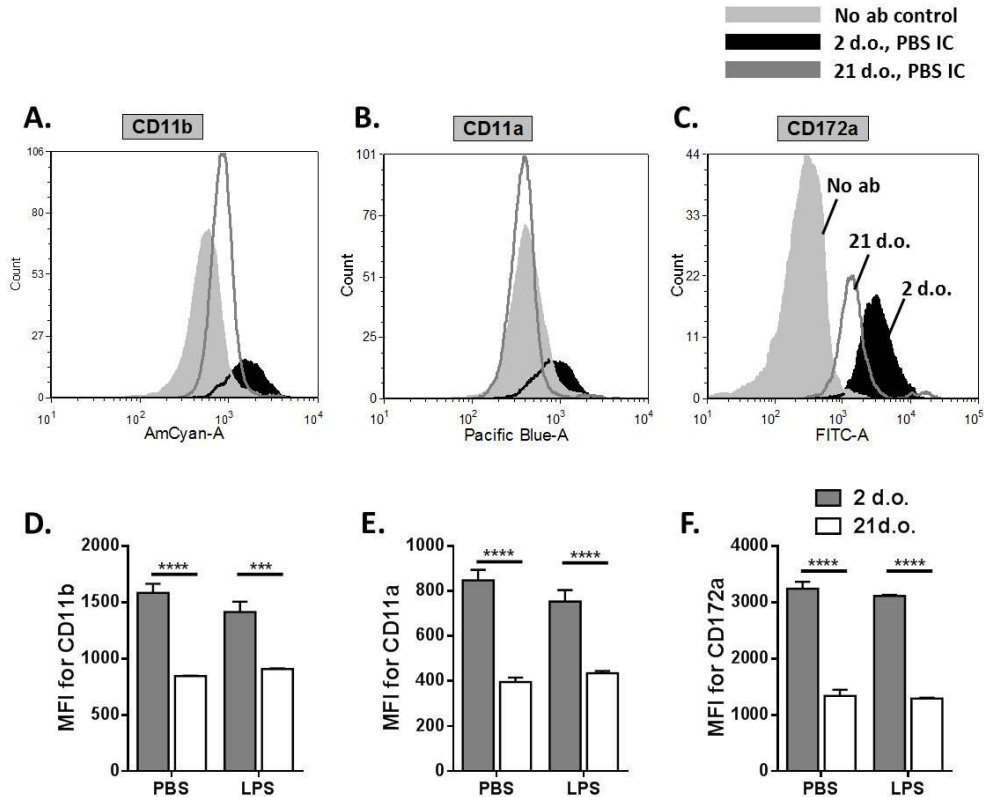 No ab control
2 d.o., PBS IC
21 d.o., PBS IC
A.
CD11b
106
80
53
27
0
Count
10^1
10^2
10^3
10^4
AmCyan-A
B.
CD11a
101
76
51
25
0
Count
10^1
10^2
10^3
10^4
Pacific Blue-A
C.
CD172a
44
33
22
11
0
Count
No ab
21 d.o.
2 d.o.
10^1
10^2
10^3
10^4
10^5
FITC-A
D.
2000
1500
1000
500
0
MFI for CD11b
****
***
PBS
LPS
E.
1000
800
600
400
200
0
MFI for CD11a
****
****
PBS
LPS
F.
2 d.o.
21d.o.
4000
3000
2000
1000
0
MFI for CD172a
****
****
PBS
LPS